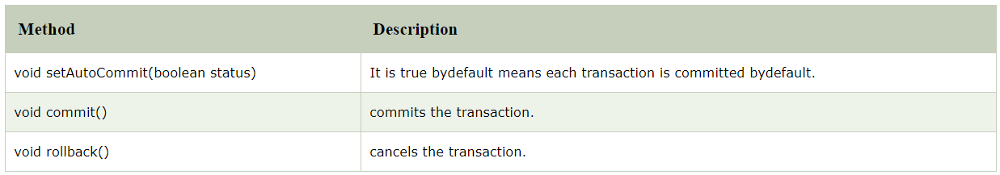 Method Description
void setAutoCommit(boolean status) It is true bydefault means each transaction is committed bydefault.
void commit() commits the transaction.
void rollback() cancels the transaction.